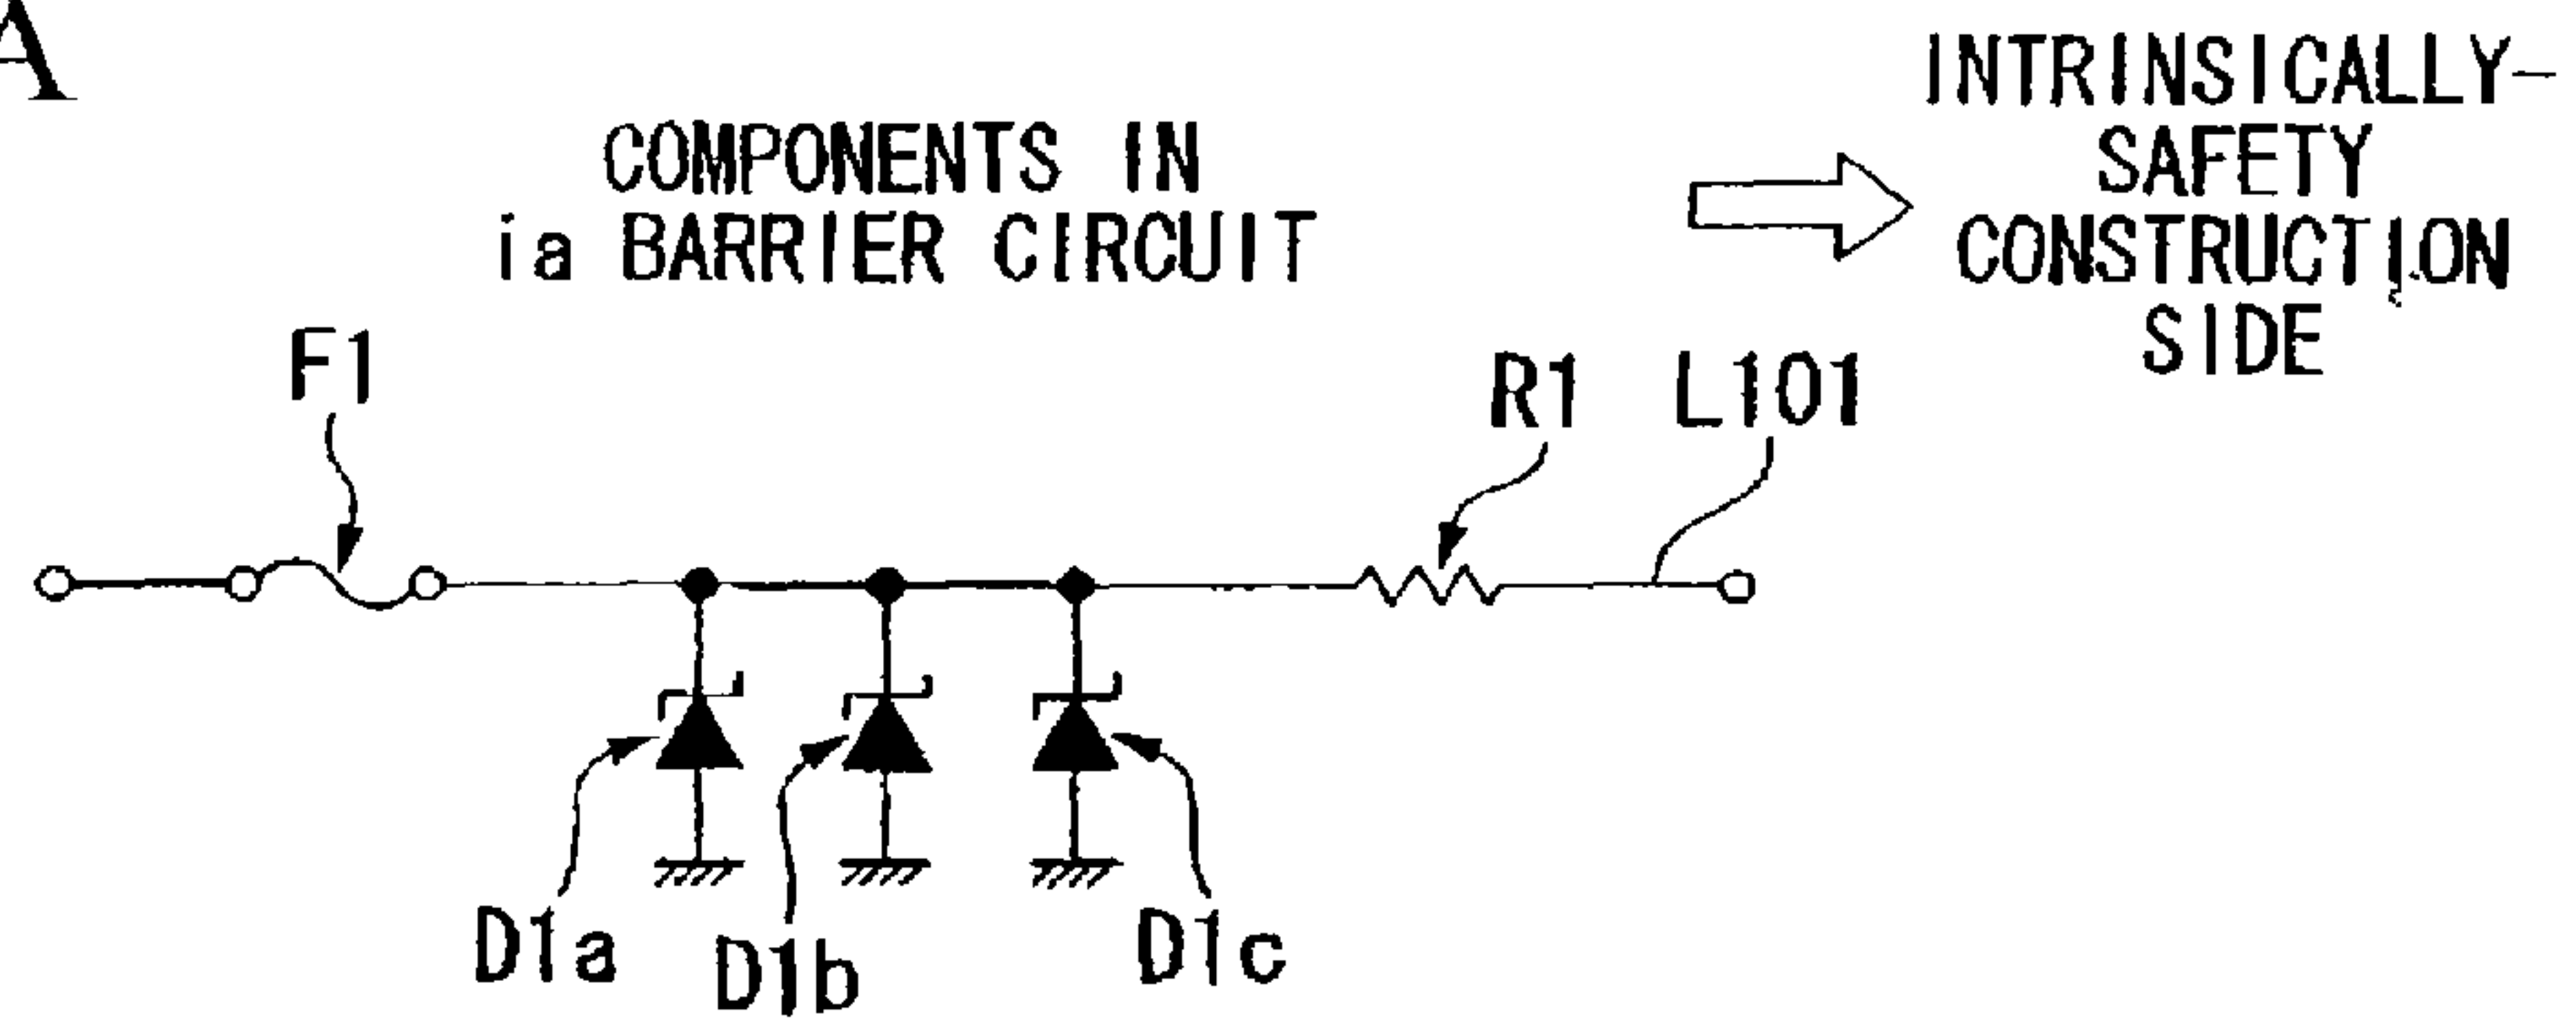 A
COMPONENTS IN
ia BARRIER CIRCUIT
INTRINSICALLY-
SAFETY
CONSTRUCTION
SIDE
F1
R1
L101
D1a
D1b
D1c